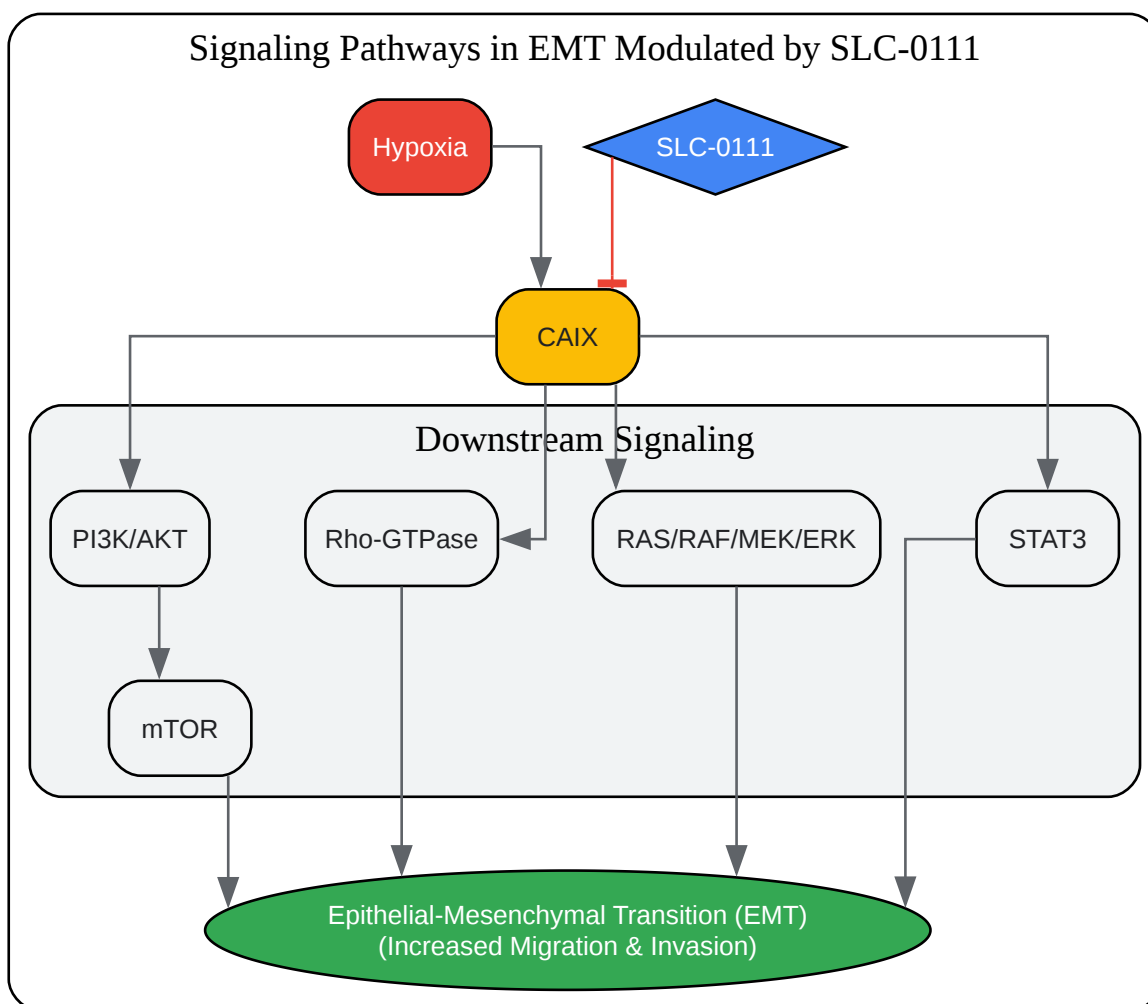 Signaling Pathways in EMT Modulated by SLC-0111
Hypoxia
SLC-0111
CAIX
Downstream Signaling
PI3K/AKT
Rho-GTPase
RAS/RAF/MEK/ERK
STAT3
mTOR
Epithelial-Mesenchymal Transition (EMT)
(Increased Migration & Invasion)